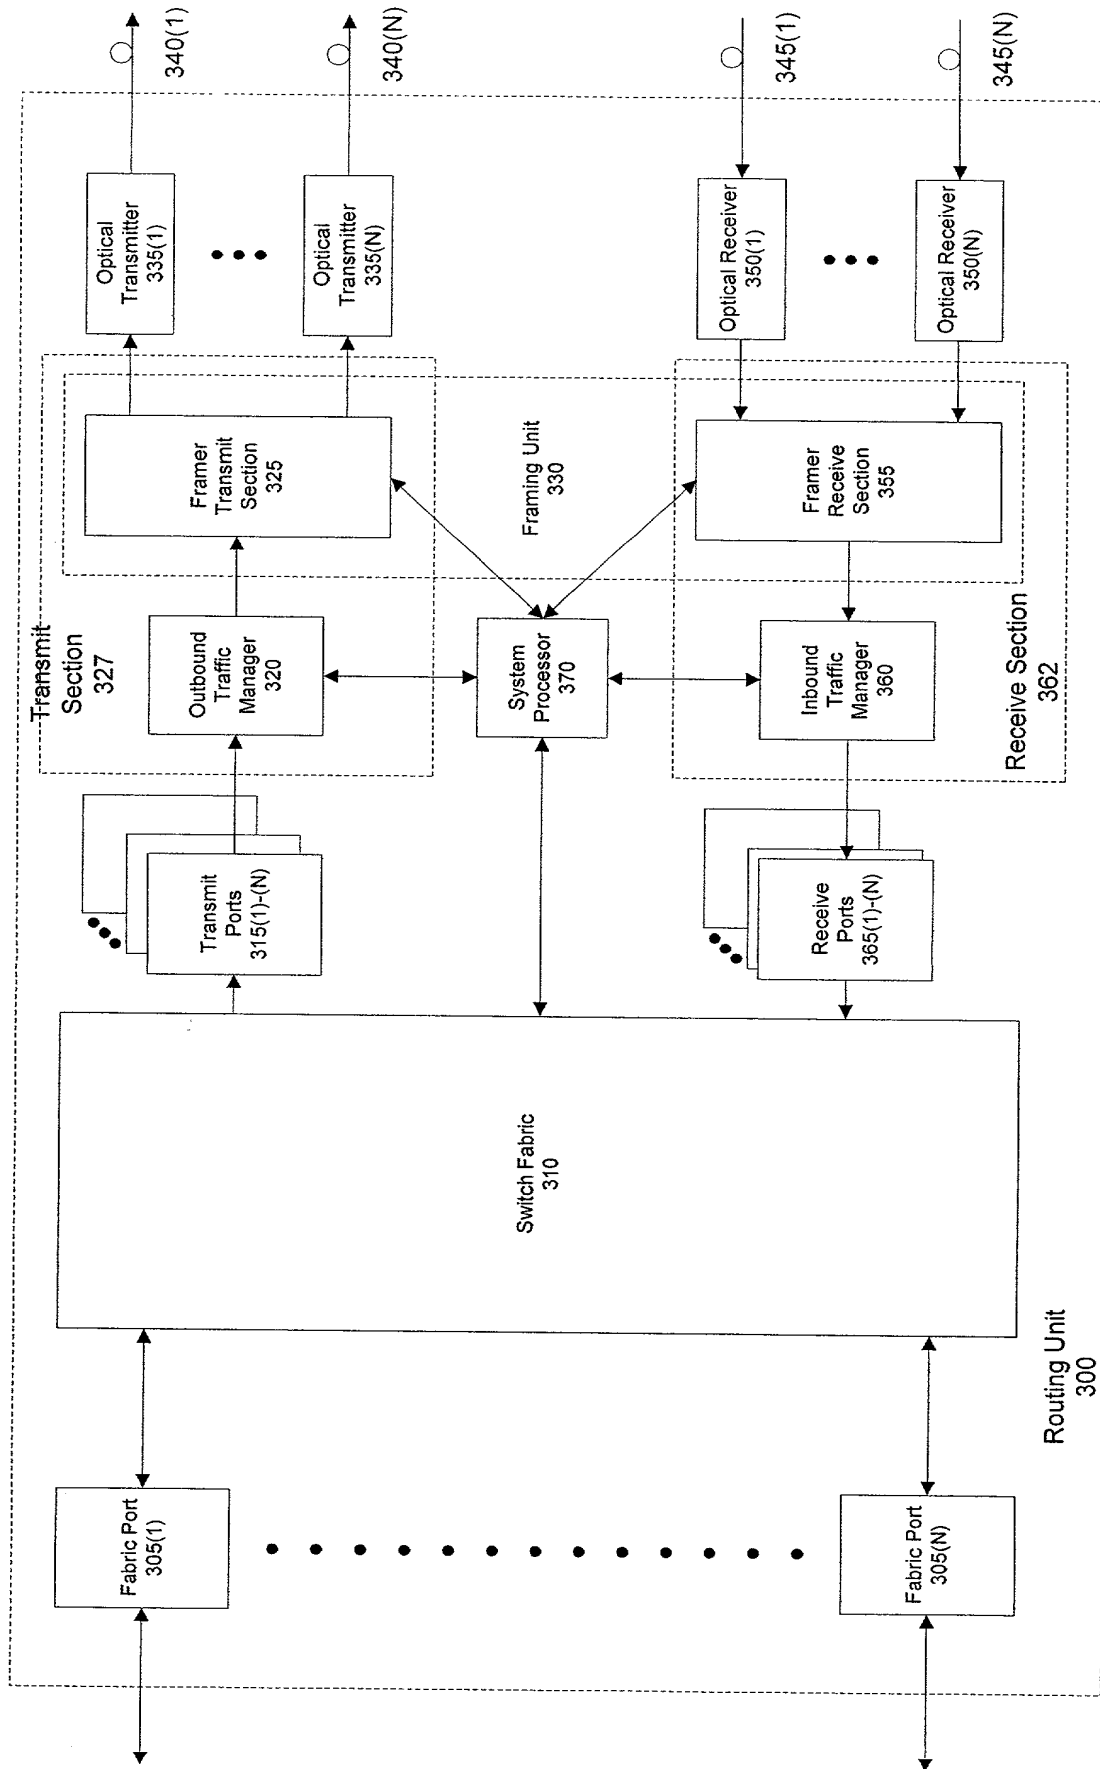 Fabric Port
305(1)
Fabric Port
305(N)
Routing Unit
300
Switch Fabric
310
Transmit
Ports
315(1)-(N)
Receive
Ports
365(1)-(N)
Transmit
Section
327
Outbound
Traffic
Manager
320
System
Processor
370
Inbound
Traffic
Manager
360
Receive Section
362
Framer
Transmit
Section
325
Framing Unit
330
Framer
Receive
Section
355
Optical
Transmitter
335(1)
Optical
Transmitter
335(N)
Optical Receiver
350(1)
Optical Receiver
350(N)
340(1)
340(N)
345(1)
345(N)